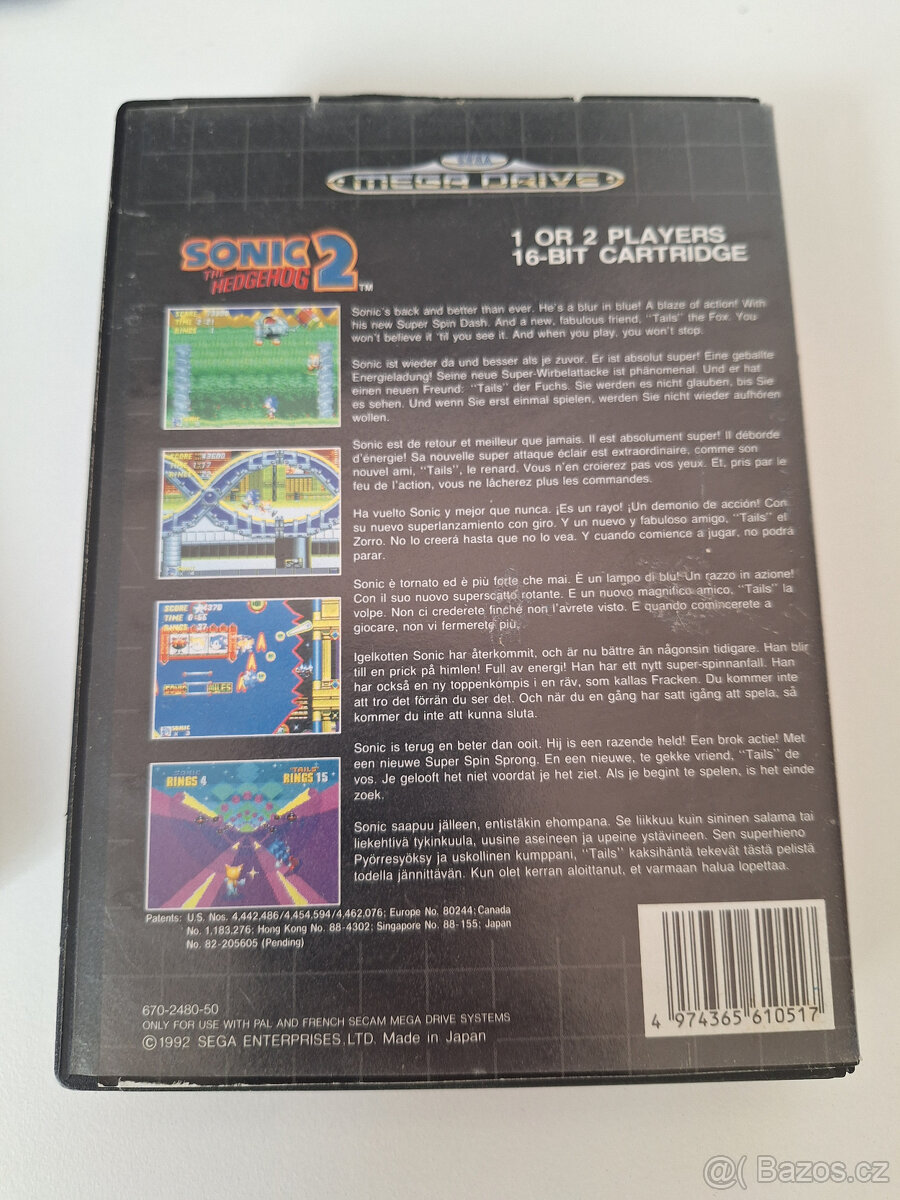 SEGA
MEGA DRIVE
SONIC
THE
HEDGEHOG
2
TM
1 OR 2 PLAYERS
16-BIT CARTRIDGE
Sonic's back and better than ever. He's a blur in blue! A blaze of action! With
his new Super Spin Dash. And a new, fabulous friend, "Tails" the Fox. You
won't believe it 'til you see it. And when you play, you won't stop.
Sonic ist wieder da und besser als je zuvor. Er ist absolut super! Eine geballte
Energieladung! Seine neue Super-Wirbelattacke ist phänomenal. Und er hat
einen neuen Freund: "Tails" der Fuchs. Sie werden es nicht glauben, bis Sie
es sehen. Und wenn Sie erst einmal spielen, werden Sie nicht wieder aufhören
wollen.
Sonic est de retour et meilleur que jamais. Il est absolument super! Il déborde
d'énergie! Sa nouvelle super attaque éclair est extraordinaire, comme son
nouvel ami, "Tails", le renard. Vous n'en croierez pas vos yeux. Et, pris par le
feu de l'action, vous ne lâcherez plus les commandes.
Ha vuelto Sonic y mejor que nunca. ¡Es un rayo! ¡Un demonio de acción! Con
su nuevo superlanzamiento con giro. Y un nuevo y fabuloso amigo, "Tails" el
Zorro. No lo creerá hasta que no lo vea. Y cuando comience a jugar, no podrá
parar.
Sonic è tornato ed è più forte che mai. È un lampo di blu! Un razzo in azione!
Con il suo nuovo superscatto rotante. E un nuovo magnifico amico, "Tails" la
volpe. Non ci crederete finché non l'avrete visto. E quando comincerete a
giocare, non vi fermerete più.
Igelkotten Sonic har återkommit, och är nu bättre än någonsin tidigare. Han blir
till en prick på himlen! Full av energi! Han har ett nytt super-spinnanfall. Han
har också en ny toppenkompis i en räv, som kallas Fracken. Du kommer inte
att tro det förrän du ser det. Och när du en gång har satt igång att spela, så
kommer du inte att kunna sluta.
Sonic is terug en beter dan ooit. Hij is een razende held! Een brok actie! Met
een nieuwe Super Spin Sprong. En een nieuwe, te gekke vriend, "Tails" de
vos. Je gelooft het niet voordat je het ziet. Als je begint te spelen, is het einde
zoek.
Sonic saapuu jälleen, entistäkin ehompana. Se liikkuu kuin sininen salama tai
liekehtivä tykinkuula, uusine aseineen ja upeine ystävineen. Sen superhieno
Pyörresyöksy ja uskollinen kumppani, "Tails" kaksihäntä tekevät tästä pelistä
todella jännittävän. Kun olet kerran aloittanut, et varmaan halua lopettaa.
SCORE
TIME 2:21
RINGS 1
SCORE 43600
RINGS
SCORE 4370
TIME
RINGS 37
SONIC
MILES
SONIC
RINGS 4
"TAILS"
RINGS 15
Patents: U.S. Nos. 4,442,486/4,454,594/4,462,076; Europe No. 80244; Canada
No. 1,183,276; Hong Kong No. 88-4302; Singapore No. 88-155; Japan
No. 82-205605 (Pending)
670-2480-50
ONLY FOR USE WITH PAL AND FRENCH SECAM MEGA DRIVE SYSTEMS
©1992 SEGA ENTERPRISES, LTD. Made in Japan
4 974365 610517
@( Bazos.cz